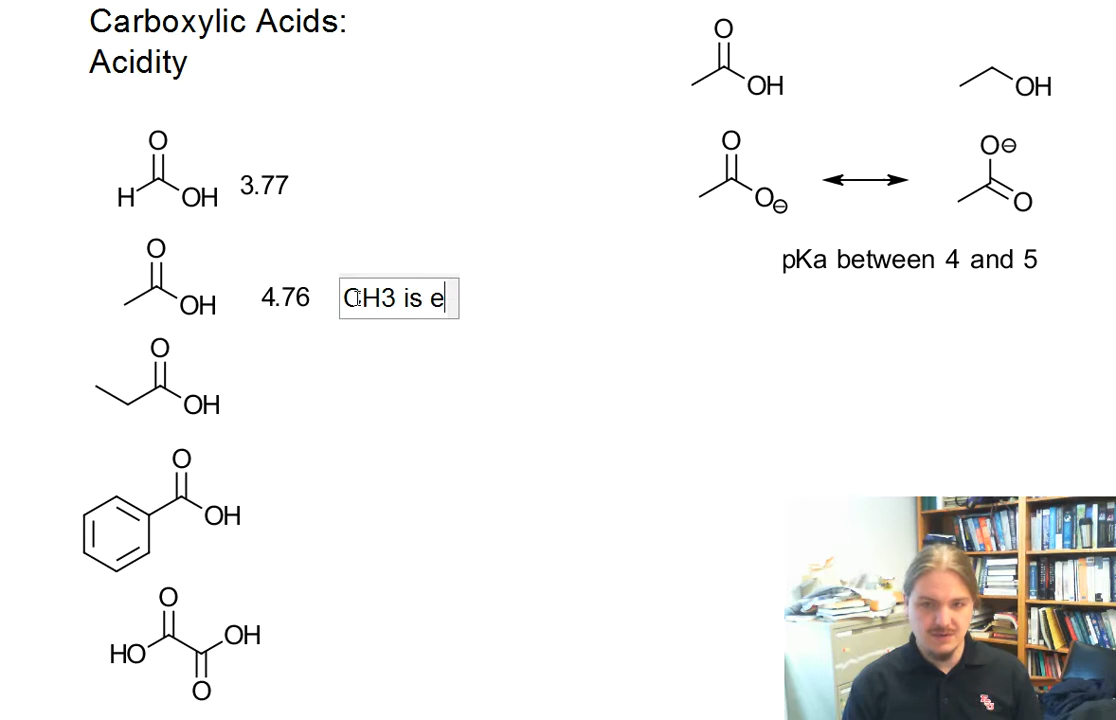 Carboxylic Acids:
Acidity
O
OH
OH
O
H
OH
3.77
O
O⊖
O⊖
O
pKa between 4 and 5
O
OH
4.76
CH3 is e
O
OH
O
OH
O
HO
OH
O